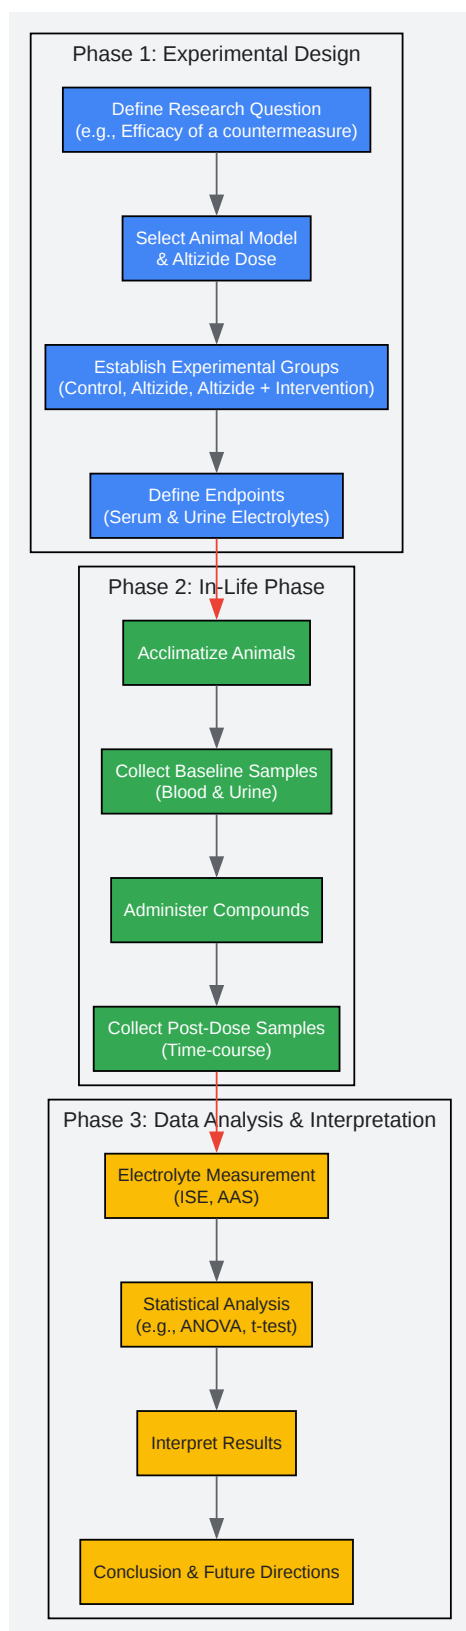 Phase 1: Experimental Design
Define Research Question
(e.g., Efficacy of a countermeasure)
Select Animal Model
& Altizide Dose
Establish Experimental Groups
(Control, Altizide, Altizide + Intervention)
Define Endpoints
(Serum & Urine Electrolytes)
Phase 2: In-Life Phase
Acclimatize Animals
Collect Baseline Samples
(Blood & Urine)
Administer Compounds
Collect Post-Dose Samples
(Time-course)
Phase 3: Data Analysis & Interpretation
Electrolyte Measurement
(ISE, AAS)
Statistical Analysis
(e.g., ANOVA, t-test)
Interpret Results
Conclusion & Future Directions